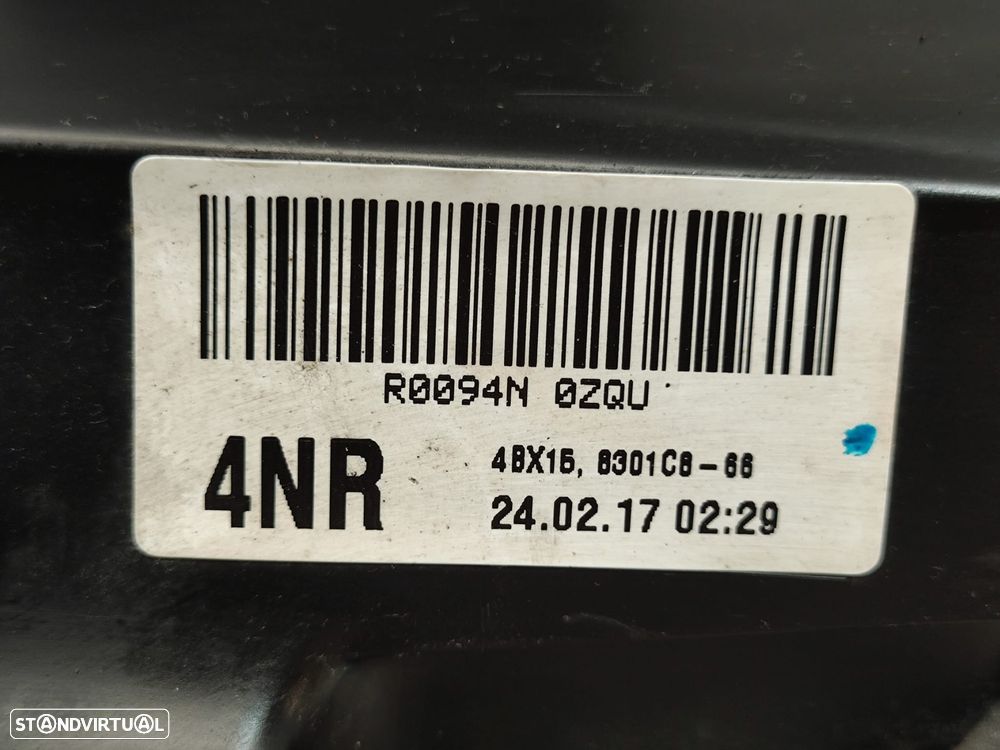 R0094N 0ZQU
4NR
4BX15, 8301C8-66
24.02.17 02:29
STANDVIRTUAL